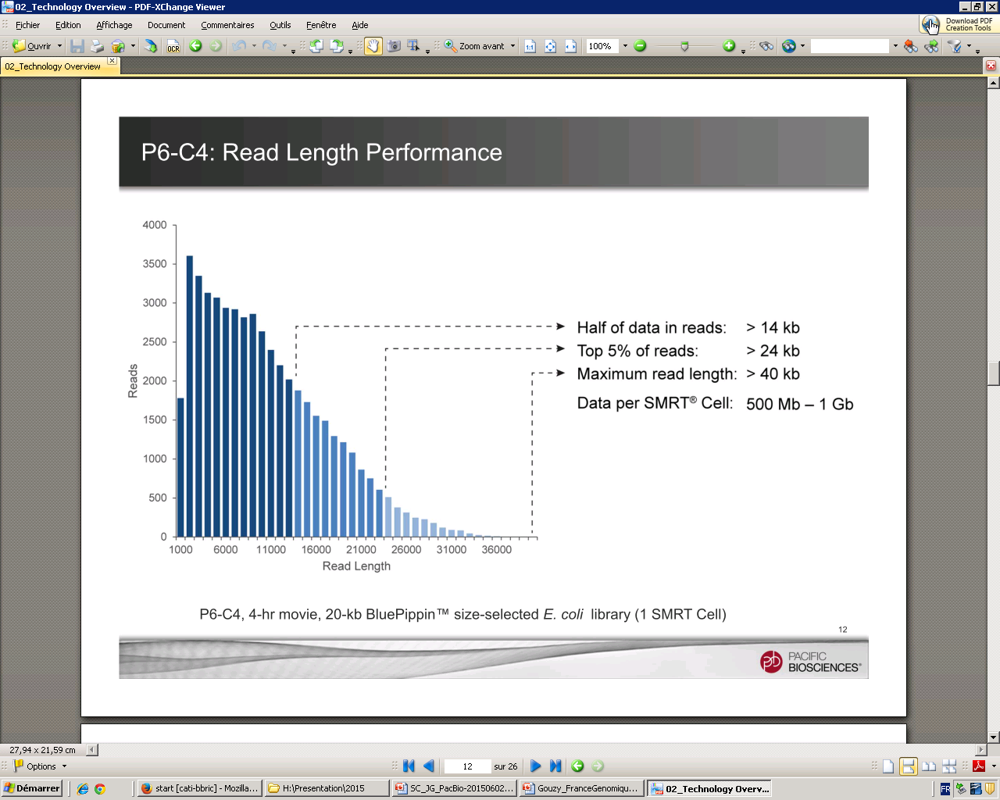 02_Technology Overview - PDF-XChange Viewer
Fichier Edition Affichage Document Commentaires Outils Fenêtre Aide
Download PDF
Creation Tools
Ouvrir OCR Zoom avant 1:1 100%
02_Technology Overview
P6-C4: Read Length Performance
4000
3500
3000
2500
2000
1500
1000
500
0
Reads
1000 6000 11000 16000 21000 26000 31000 36000
Read Length
Half of data in reads: > 14 kb
Top 5% of reads: > 24 kb
Maximum read length: > 40 kb
Data per SMRT® Cell: 500 Mb – 1 Gb
P6-C4, 4-hr movie, 20-kb BluePippin™ size-selected E. coli library (1 SMRT Cell)
12
PACIFIC
BIOSCIENCES®
27,94 x 21,59 cm
Options 12 sur 26
Démarrer start [cati-bbric] - Mozilla... H:\Presentation\2015 SC_JG_PacBio-20150602... Gouzy_FranceGenomiqu... 02_Technology Overv... FR